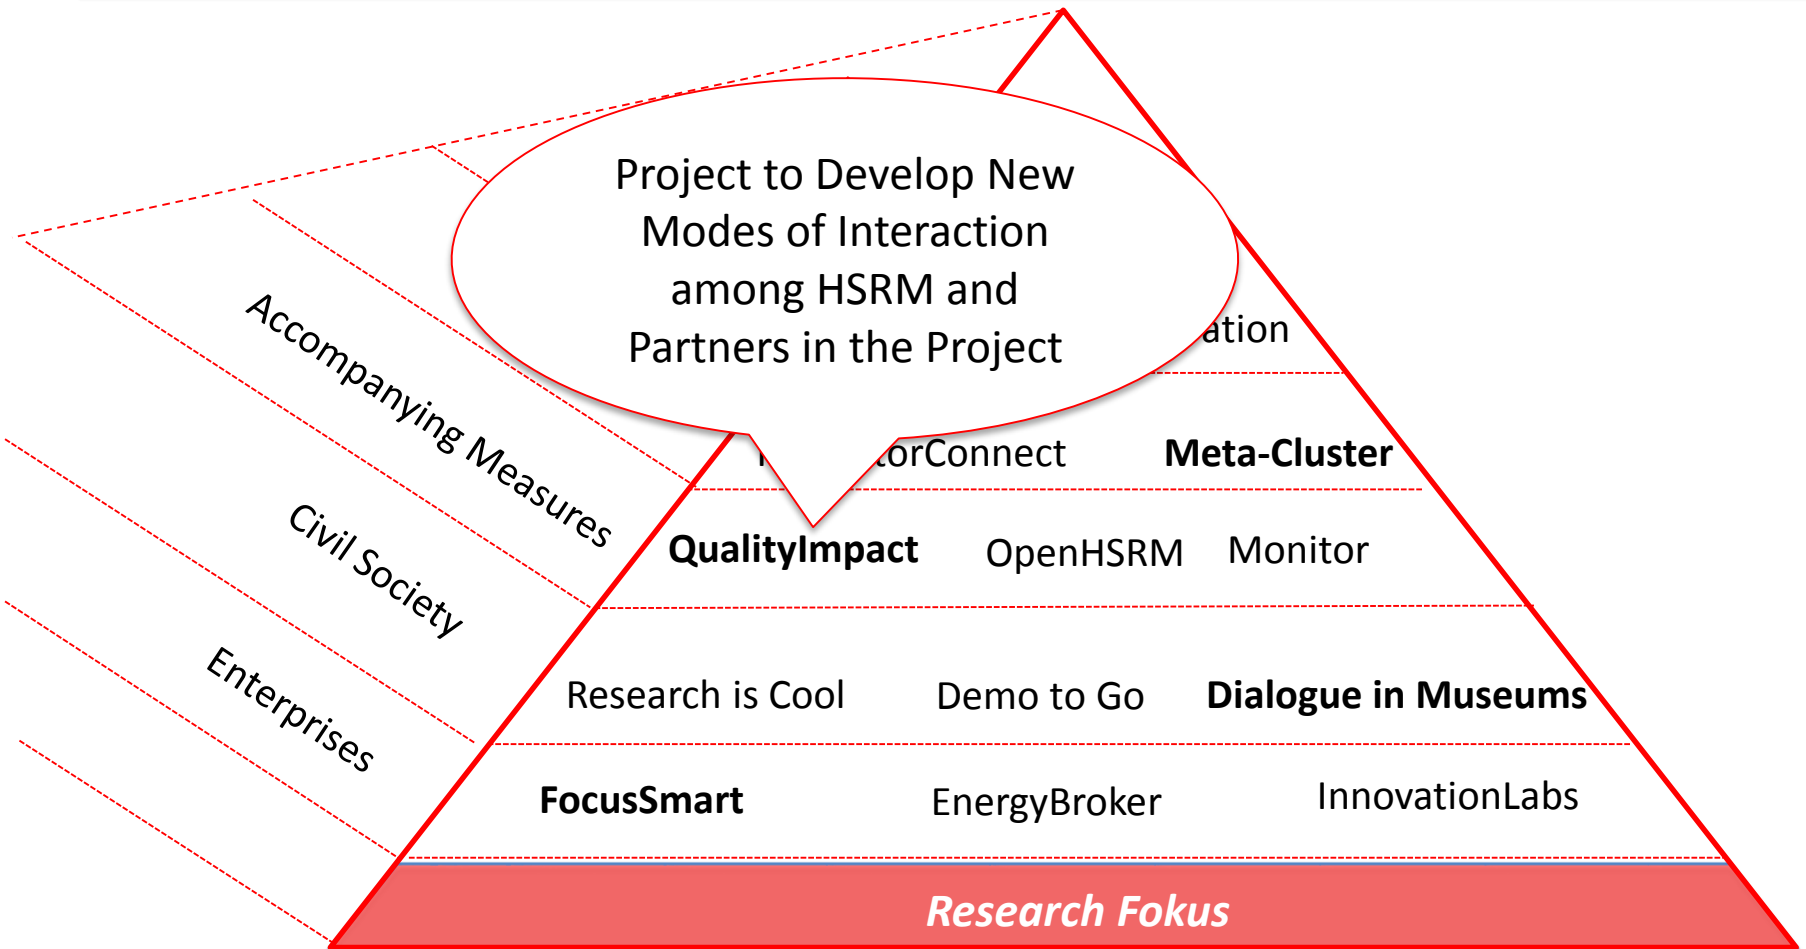 Project to Develop New
Modes of Interaction
among HSRM and
Partners in the Project
Accompanying Measures
Civil Society
Enterprises
Meta-Cluster
QualityImpact OpenHSRM Monitor
Research is Cool Demo to Go Dialogue in Museums
FocusSmart EnergyBroker InnovationLabs
Research Fokus